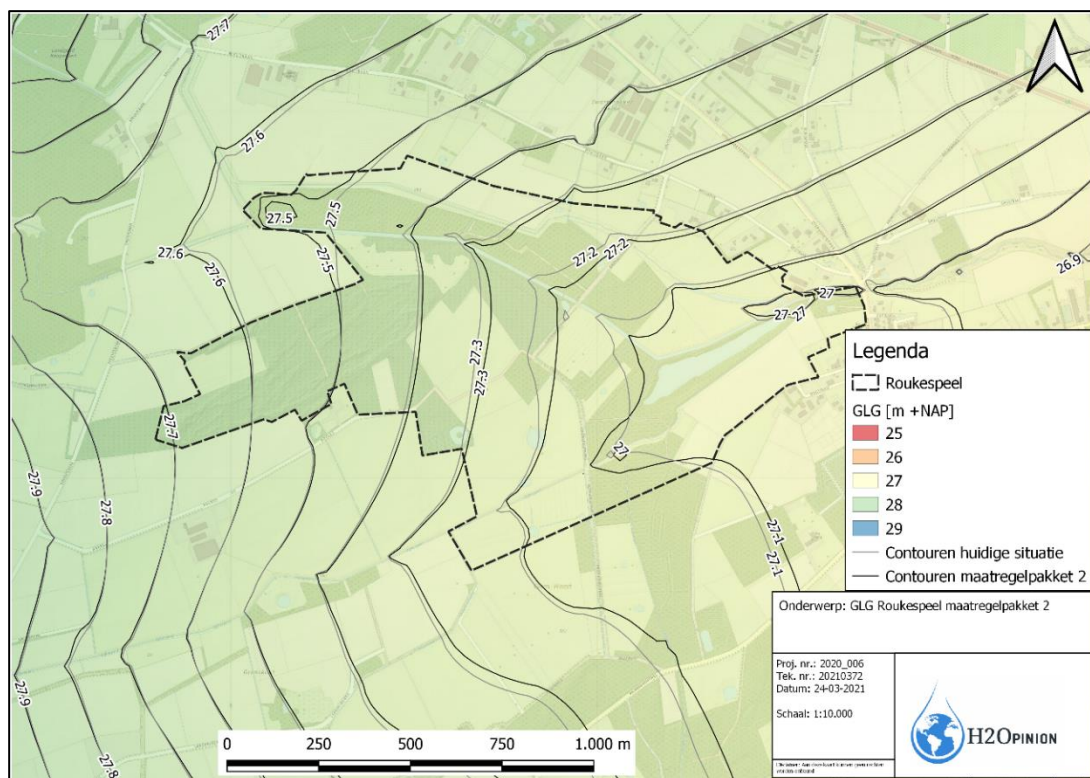 27.7
27.6
27.5
27.5
27.6
27.6
27.5
27.2
27.2
26.9
27
27
27
27.3
27.3
27
27.7
27.9
27.8
27.1
27.1
27.9
27.8
Legenda
Roukespeel
GLG [m +NAP]
25
26
27
28
29
Contouren huidige situatie
Contouren maatregelpakket 2
Onderwerp: GLG Roukespeel maatregelpakket 2
Proj. nr.: 2020_006
Tek. nr.: 20210372
Datum: 24-03-2021
Schaal: 1:10.000
H2OPINION
0 250 500 750 1.000 m